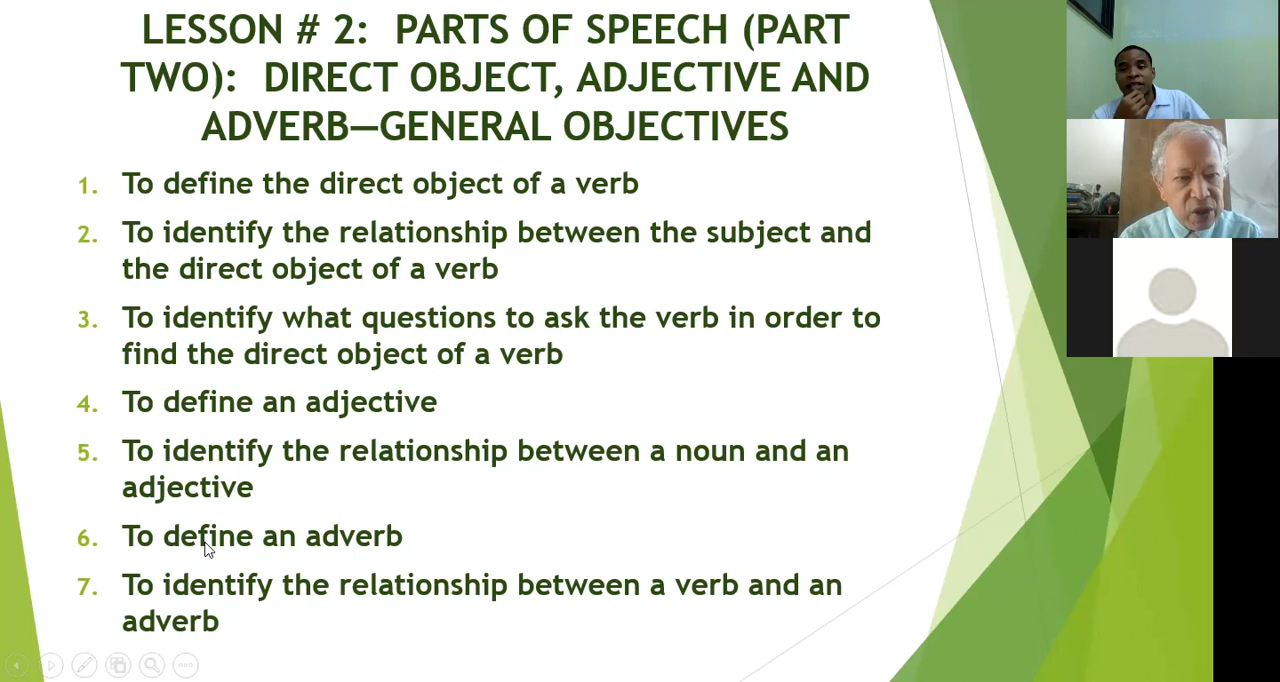 LESSON # 2:  PARTS OF SPEECH (PART
TWO):  DIRECT OBJECT, ADJECTIVE AND
ADVERB—GENERAL OBJECTIVES
1. To define the direct object of a verb
2. To identify the relationship between the subject and
the direct object of a verb
3. To identify what questions to ask the verb in order to
find the direct object of a verb
4. To define an adjective
5. To identify the relationship between a noun and an
adjective
6. To define an adverb
7. To identify the relationship between a verb and an
adverb